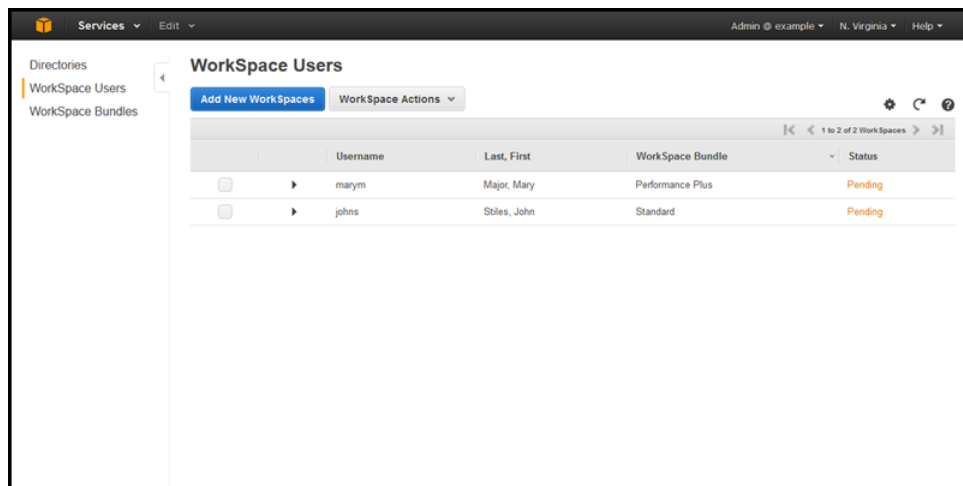 Services Edit Admin @ example N. Virginia Help
Directories
WorkSpace Users
WorkSpace Bundles
WorkSpace Users
Add New WorkSpaces WorkSpace Actions
1 to 2 of 2 WorkSpaces
Username Last, First WorkSpace Bundle Status
marym Major, Mary Performance Plus Pending
johns Stiles, John Standard Pending